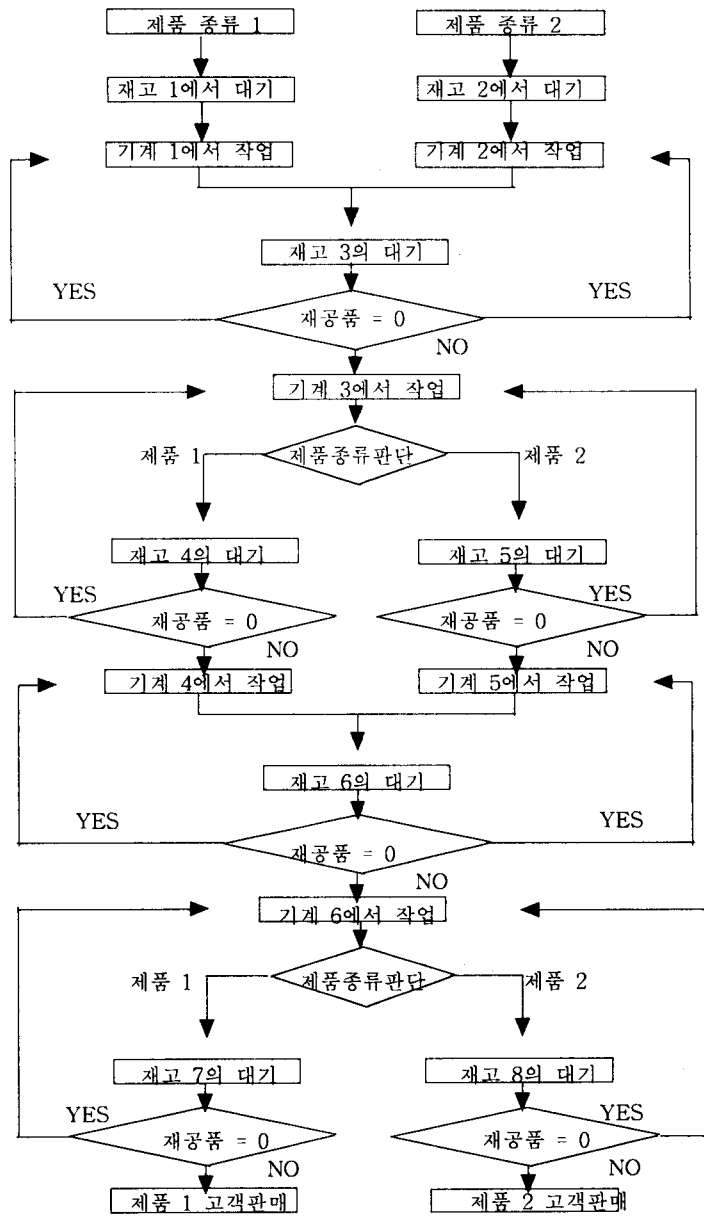 제품 종류 1
제품 종류 2
재고 1에서 대기
재고 2에서 대기
기계 1에서 작업
기계 2에서 작업
재고 3의 대기
YES
YES
재공품 = 0
NO
기계 3에서 작업
제품 1
제품종류판단
제품 2
재고 4의 대기
재고 5의 대기
YES
YES
재공품 = 0
재공품 = 0
NO
NO
기계 4에서 작업
기계 5에서 작업
재고 6의 대기
YES
YES
재공품 = 0
NO
기계 6에서 작업
제품 1
제품종류판단
제품 2
재고 7의 대기
재고 8의 대기
YES
YES
재공품 = 0
재공품 = 0
NO
NO
제품 1 고객판매
제품 2 고객판매